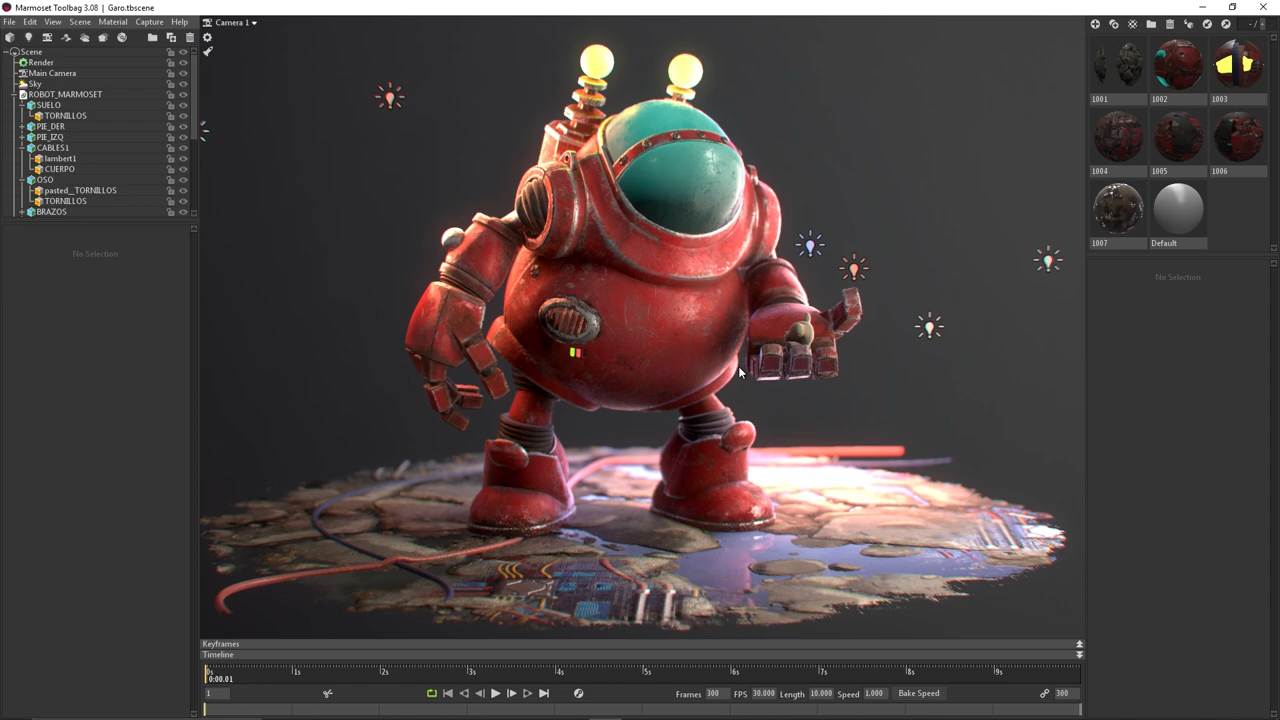 Marmoset Toolbag 3.08 | Garo.tbscene
File Edit View Scene Material Capture Help
Camera 1
Scene
Render
Main Camera
Sky
ROBOT_MARMOSET
SUELO
TORNILLOS
PIE_DER
PIE_IZQ
CABLES1
lambert1
CUERPO
OSO
pasted__TORNILLOS
TORNILLOS
BRAZOS
No Selection
1001 1002 1003
1004 1005 1006
1007 Default
No Selection
Keyframes
Timeline
1s 2s 3s 4s 5s 6s 7s 8s 9s
0:00.01
1 Frames 300 FPS 30.000 Length 10.000 Speed 1.000 Bake Speed 300